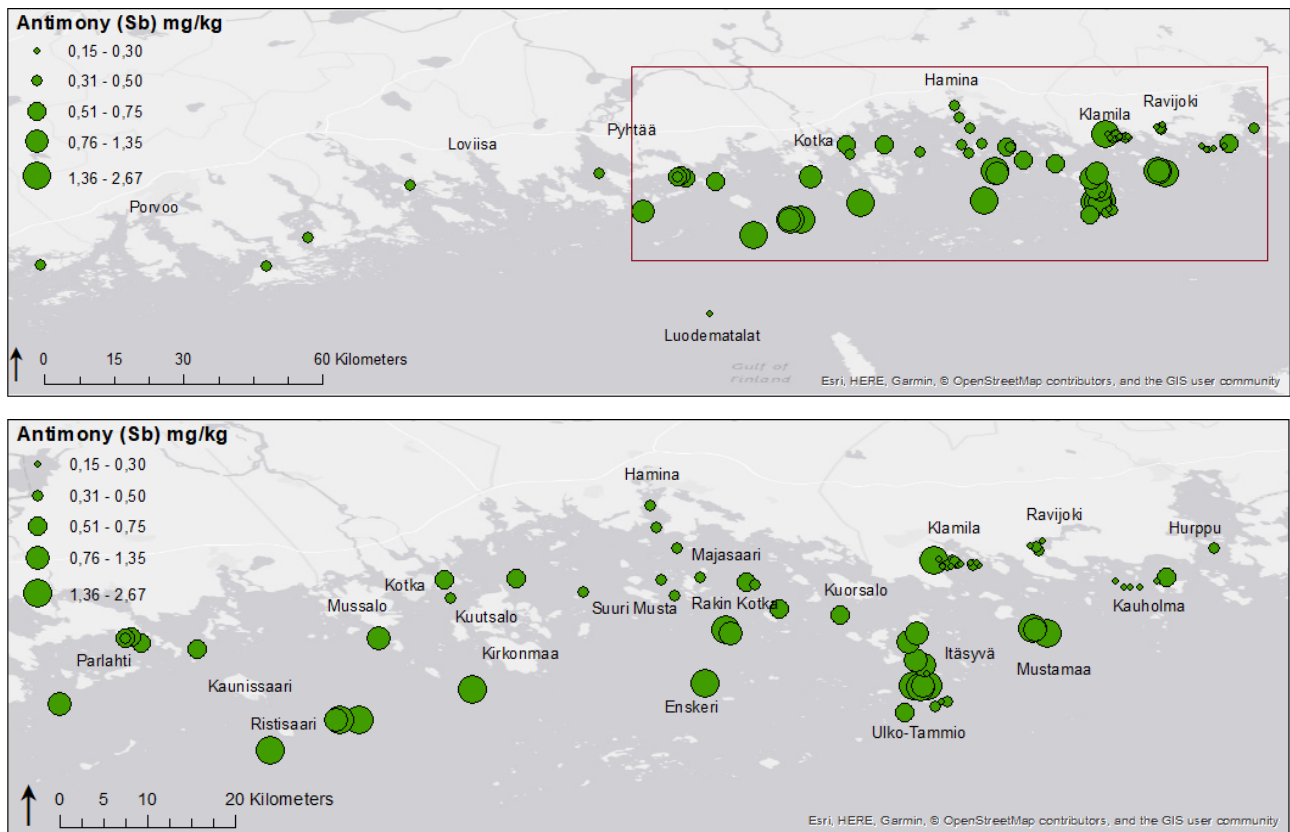 Antimony (Sb) mg/kg
0,15 - 0,30
0,31 - 0,50
0,51 - 0,75
0,76 - 1,35
1,36 - 2,67
Hamina
Ravijoki
Klamila
Pyhtää
Kotka
Loviisa
Porvoo
Luodematalat
0 15 30 60 Kilometers
Gulf of
Finland
Esri, HERE, Garmin, © OpenStreetMap contributors, and the GIS user community
Antimony (Sb) mg/kg
0,15 - 0,30
0,31 - 0,50
0,51 - 0,75
0,76 - 1,35
1,36 - 2,67
Hamina
Ravijoki
Klamila
Hurppu
Majasaari
Kotka
Mussalo
Kuutsalo
Suuri Musta
Rakin Kotka
Kuorsalo
Kauholma
Kirkonmaa
Itäsyvä
Parlahti
Mustamaa
Kaunissaari
Enskeri
Ristisaari
Ulko-Tammio
0 5 10 20 Kilometers
Esri, HERE, Garmin, © OpenStreetMap contributors, and the GIS user community